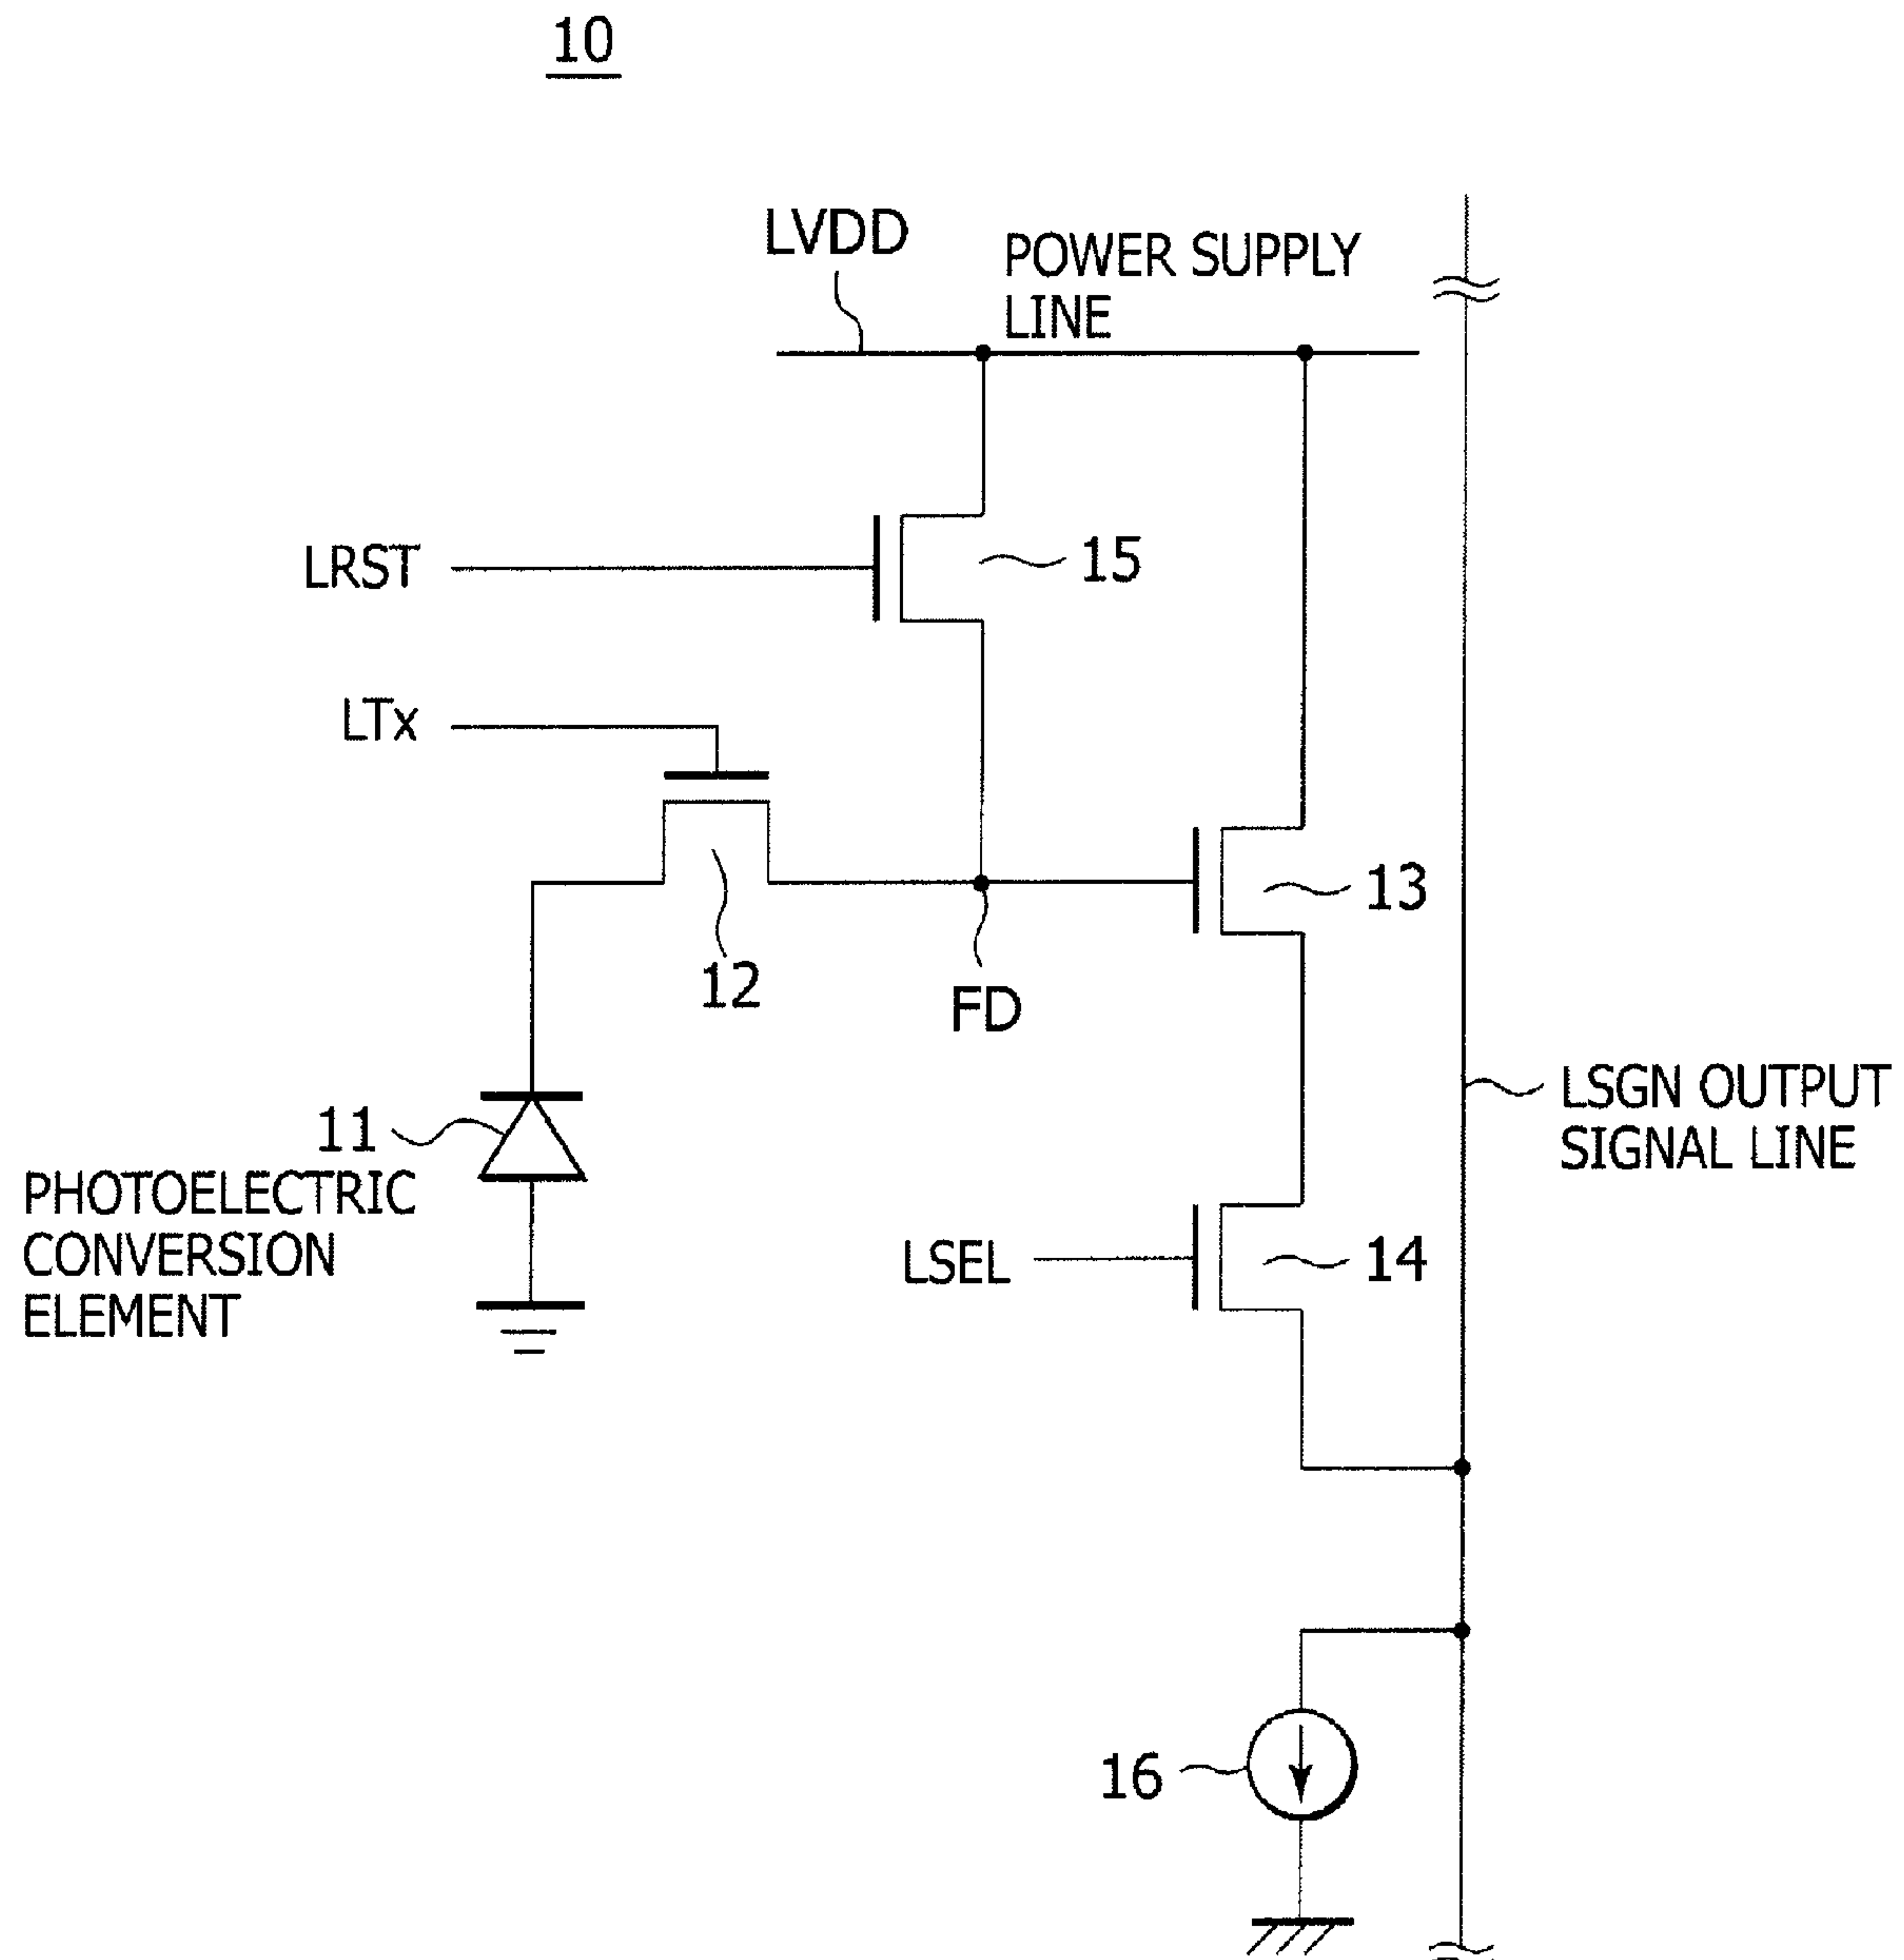 10
LVDD
POWER SUPPLY
LINE
LRST
15
LTx
13
12
FD
LSGN OUTPUT
SIGNAL LINE
11
PHOTOELECTRIC
CONVERSION
ELEMENT
LSEL
14
16